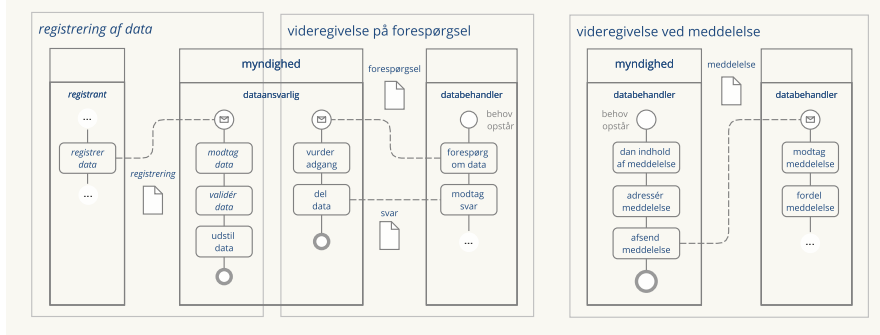 registrering af data
registrant
...
registrer
data
...
registrering
myndighed
dataansvarlig
modtag
data
validér
data
udstil
data
videregivelse på forespørgsel
vurder
adgang
del
data
forespørgsel
svar
databehandler
behov
opstår
forespørg
om data
modtag
svar
...
videregivelse ved meddelelse
myndighed
databehandler
behov
opstår
dan indhold
af meddelelse
adressér
meddelelse
afsend
meddelelse
meddelelse
databehandler
modtag
meddelelse
fordel
meddelelse
...